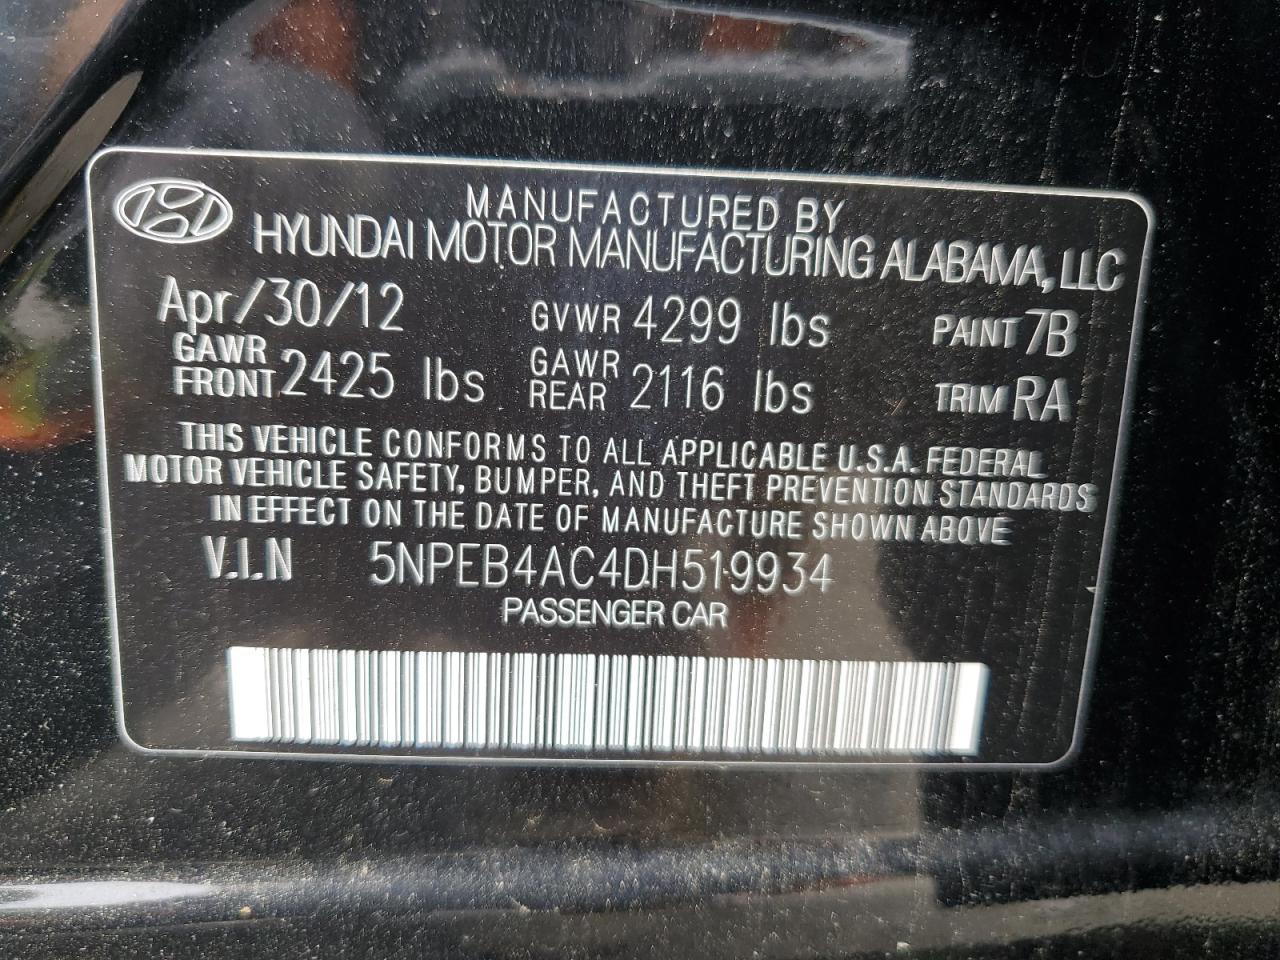 MANUFACTURED BY
HYUNDAI MOTOR MANUFACTURING ALABAMA, LLC
Apr/30/12 GVWR 4299 lbs PAINT 7B
GAWR FRONT 2425 lbs GAWR REAR 2116 lbs TRIM RA
THIS VEHICLE CONFORMS TO ALL APPLICABLE U.S.A. FEDERAL
MOTOR VEHICLE SAFETY, BUMPER, AND THEFT PREVENTION STANDARDS
IN EFFECT ON THE DATE OF MANUFACTURE SHOWN ABOVE
V.I.N 5NPEB4AC4DH519934
PASSENGER CAR